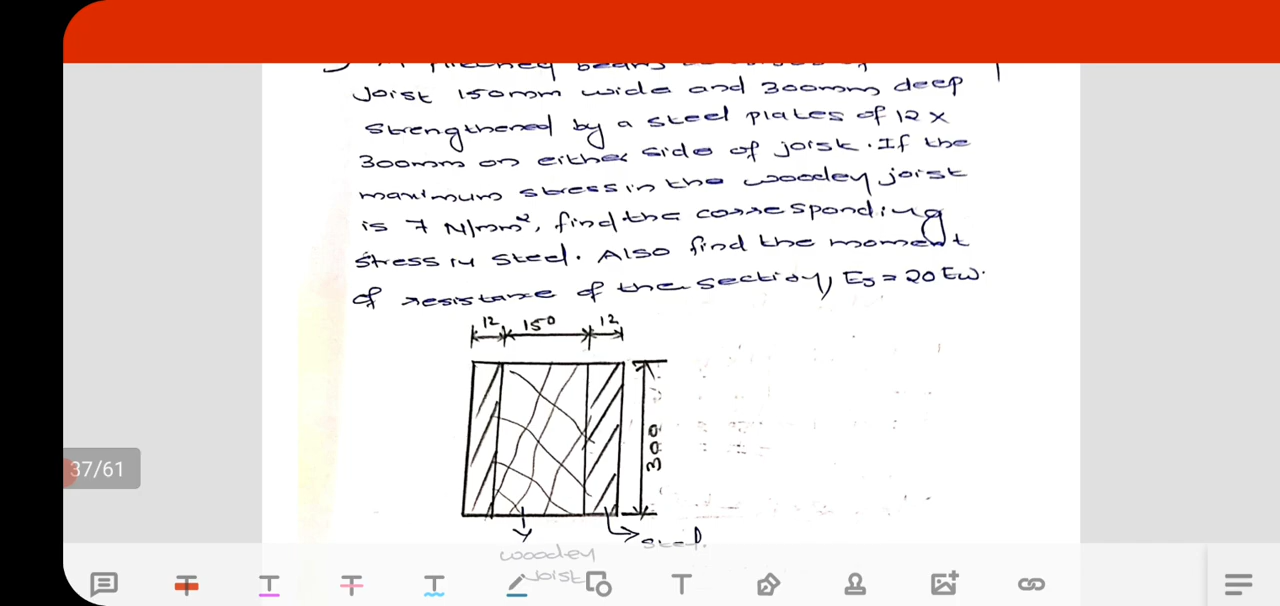 Joist 150mm wide and 300mm deep
strengthened by a steel plates of 12 x
300mm on either side of joist. If the
maximum stress in the wooden joist
is 7 N/mm², find the corresponding
stress in steel. Also find the moment
of resistance of the section, Es = 20 Ew.
12 150 12
300
37/61
steel.
wooden
joist
T T T T T